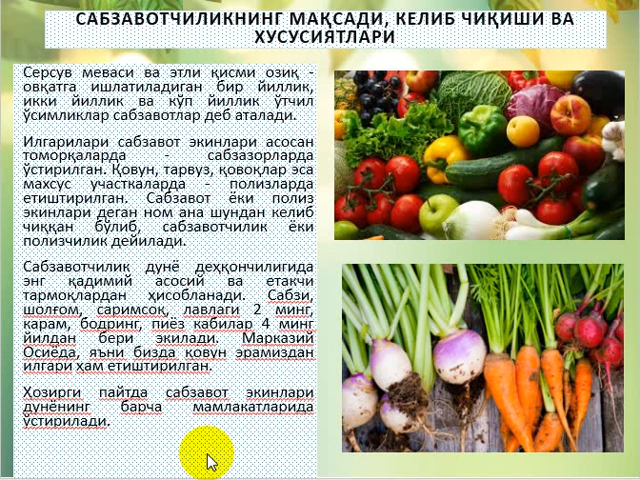 САБЗАВОТЧИЛИКНИНГ МАҚСАДИ, КЕЛИБ ЧИҚИШИ ВА
ХУСУСИЯТЛАРИ
Серсув меваси ва этли қисми озиқ -
овқатга ишлатиладиган бир йиллик,
икки йиллик ва кўп йиллик ўтчил
ўсимликлар сабзавотлар деб аталади.
Илгарилари сабзавот экинлари асосан
томорқаларда - сабзазорларда
ўстирилган. Қовун, тарвуз, қовоқлар эса
махсус участкаларда - полизларда
етиштирилган. Сабзавот ёки полиз
экинлари деган ном ана шундан келиб
чиққан бўлиб, сабзавотчилик ёки
полизчилик дейилади.
Сабзавотчилик дунё деҳқончилигида
энг қадимий асосий ва етакчи
тармоқлардан ҳисобланади. Сабзи,
шолғом, саримсоқ, лавлаги 2 минг,
карам, бодринг, пиёз кабилар 4 минг
йилдан бери экилади. Марказий
Осиёда, яъни бизда қовун эрамиздан
илгари ҳам етиштирилган.
Ҳозирги пайтда сабзавот экинлари
дунёнинг барча мамлакатларида
ўстирилади.